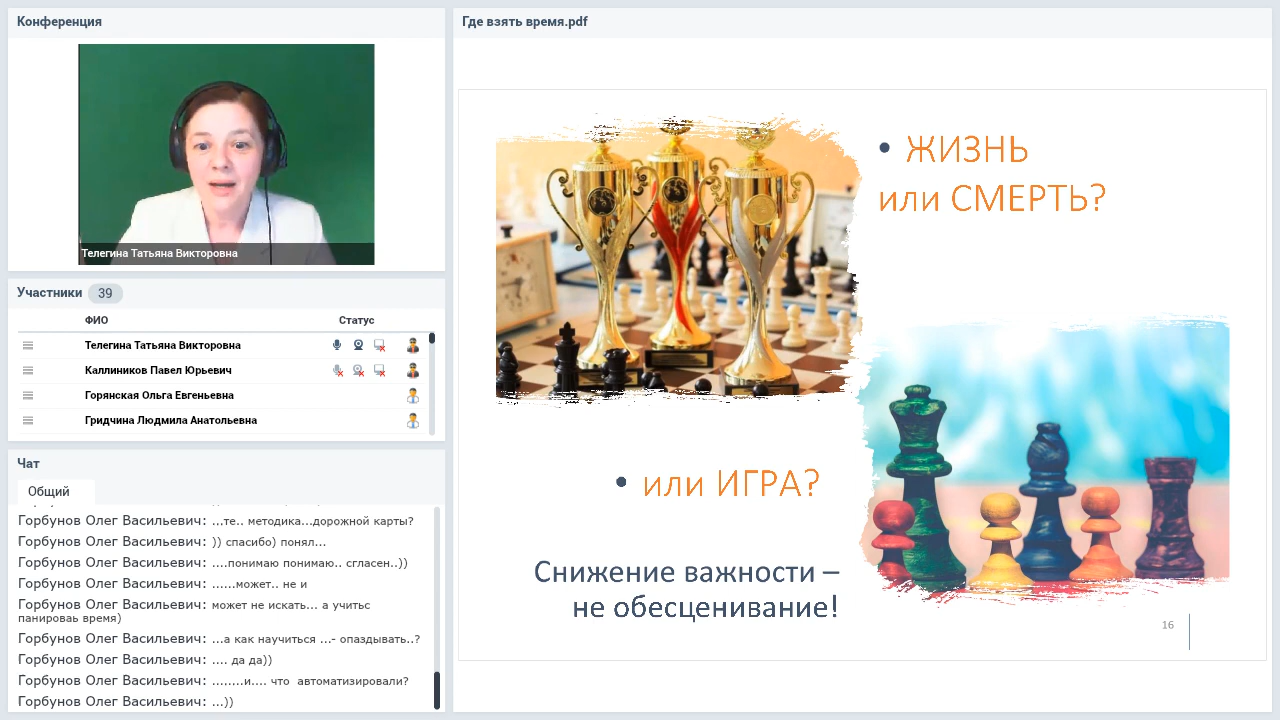 Конференция
Телегина Татьяна Викторовна
Участники 39
ФИО Статус
Телегина Татьяна Викторовна
Каллиников Павел Юрьевич
Горянская Ольга Евгеньевна
Гридчина Людмила Анатольевна
Чат
Общий
Горбунов Олег Васильевич: ...те.. методика...дорожной карты?
Горбунов Олег Васильевич: )) спасибо) понял...
Горбунов Олег Васильевич: ....понимаю понимаю.. сгласен..))
Горбунов Олег Васильевич: ......может.. не и
Горбунов Олег Васильевич: может не искать...
панироваь время)
Горбунов Олег Васильевич: ...а как научиться ...- опаздывать..?
Горбунов Олег Васильевич: .... да да))
Горбунов Олег Васильевич: ........и.... что автоматизировали?
Горбунов Олег Васильевич: ...))
Где взять время.pdf
• ЖИЗНЬ
или СМЕРТЬ?
• или ИГРА?
Снижение важности –
не обесценивание!
16